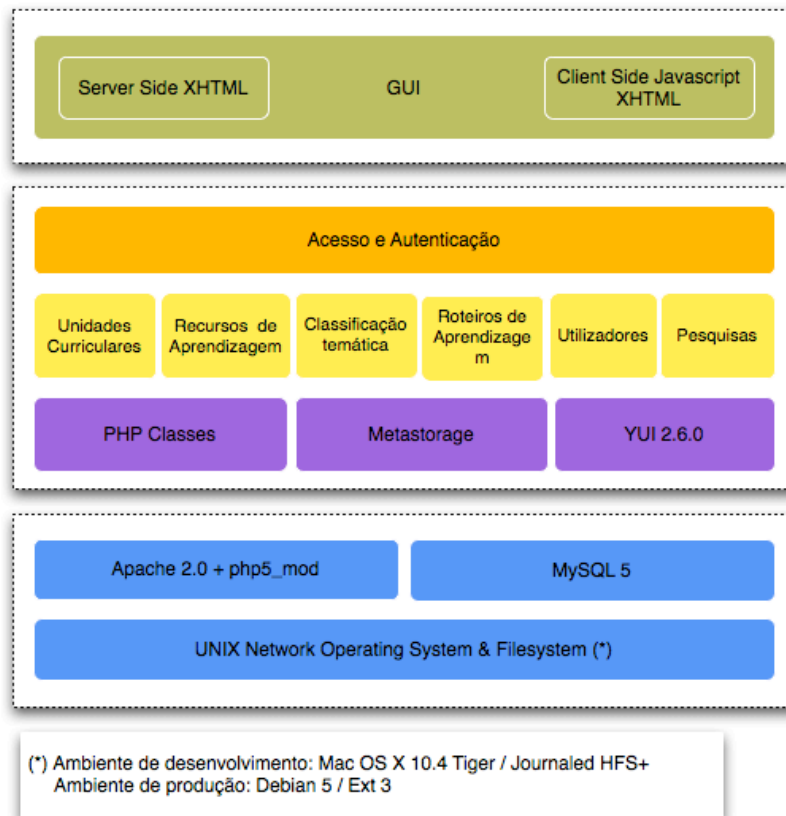 Server Side XHTML
GUI
Client Side Javascript
XHTML
Acesso e Autenticação
Unidades
Curriculares
Recursos de
Aprendizagem
Classificação
temática
Roteiros de
Aprendizage
m
Utilizadores
Pesquisas
PHP Classes
Metastorage
YUI 2.6.0
Apache 2.0 + php5_mod
MySQL 5
UNIX Network Operating System & Filesystem (*)
(*) Ambiente de desenvolvimento: Mac OS X 10.4 Tiger / Journaled HFS+
Ambiente de produção: Debian 5 / Ext 3